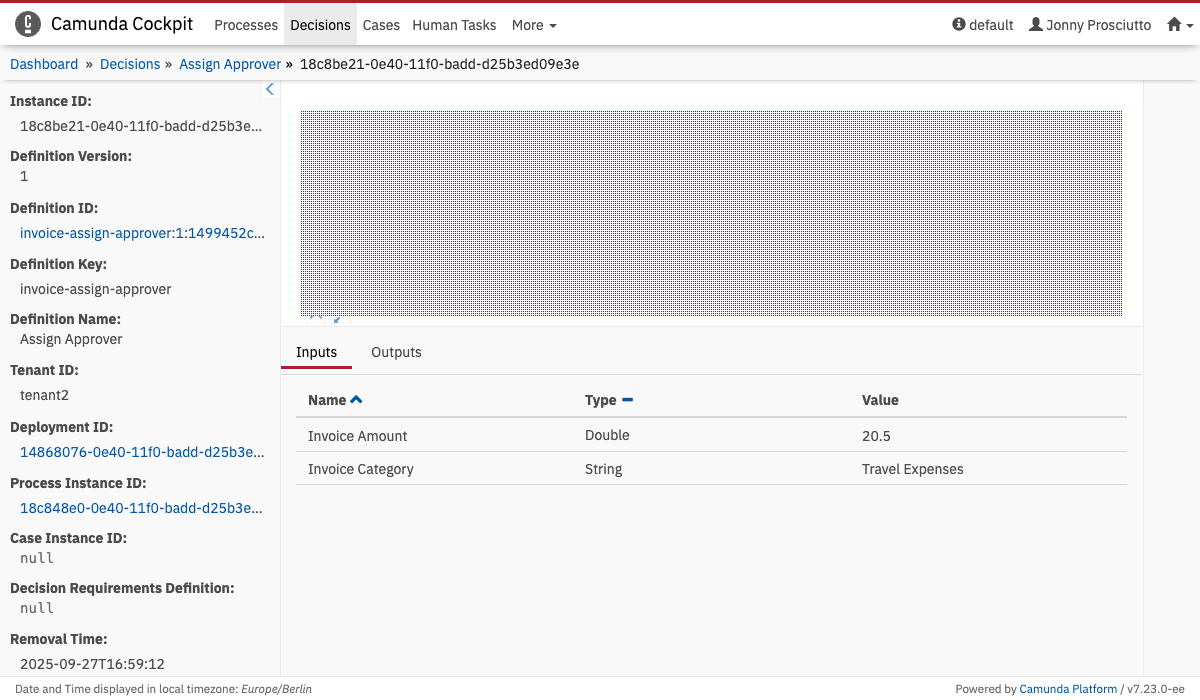 Camunda Cockpit Processes Decisions Cases Human Tasks More default Jonny Prosciutto
Dashboard » Decisions » Assign Approver » 18c8be21-0e40-11f0-badd-d25b3ed09e3e
Instance ID:
18c8be21-0e40-11f0-badd-d25b3e...
Definition Version:
1
Definition ID:
invoice-assign-approver:1:1499452c...
Definition Key:
invoice-assign-approver
Definition Name:
Assign Approver
Tenant ID:
tenant2
Deployment ID:
14868076-0e40-11f0-badd-d25b3e...
Process Instance ID:
18c848e0-0e40-11f0-badd-d25b3e...
Case Instance ID:
null
Decision Requirements Definition:
null
Removal Time:
2025-09-27T16:59:12
Inputs Outputs
Name Type Value
Invoice Amount Double 20.5
Invoice Category String Travel Expenses
Date and Time displayed in local timezone: Europe/Berlin
Powered by Camunda Platform / v7.23.0-ee